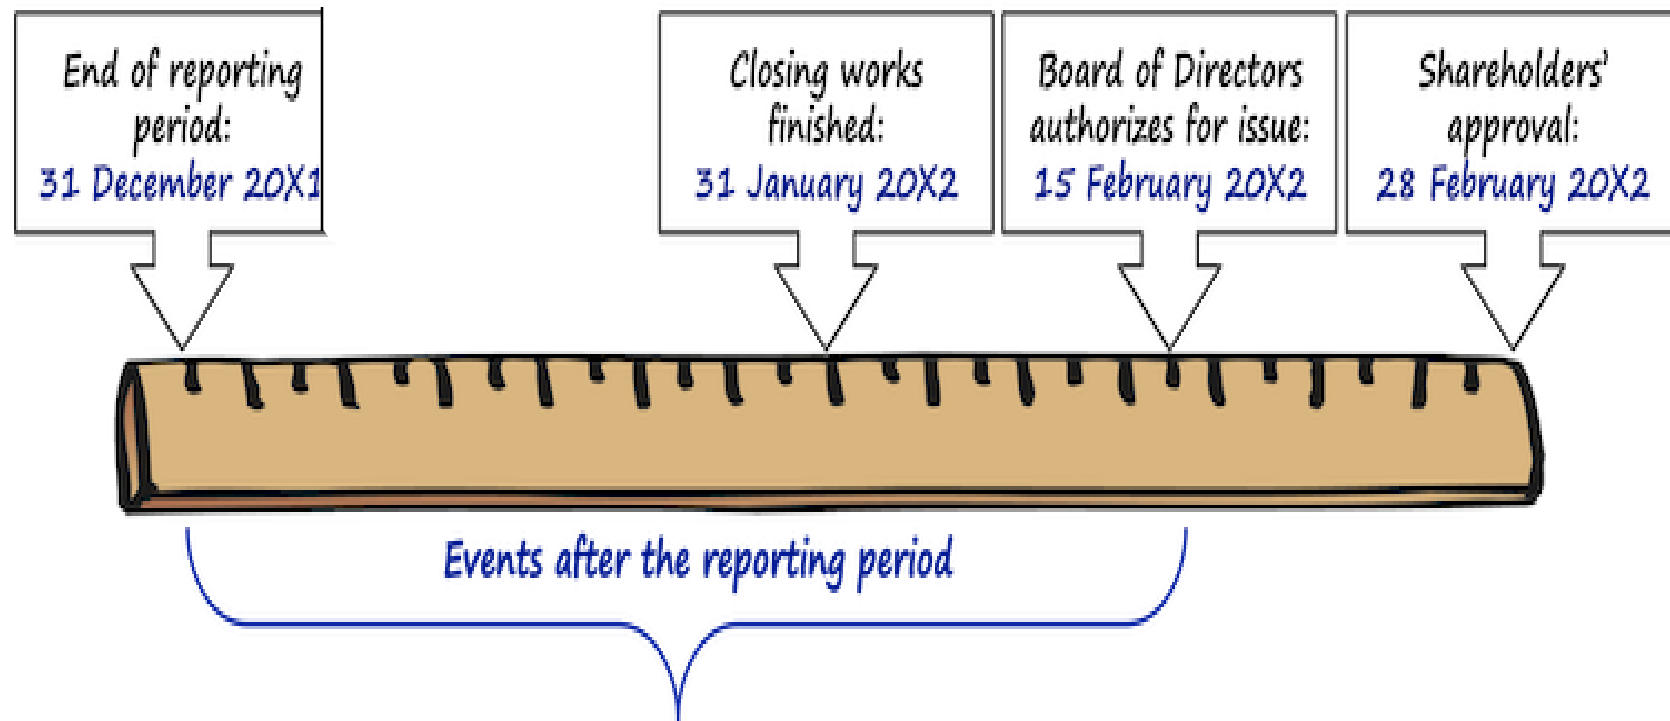 End of reporting
period:
31 December 20X1
Closing works
finished:
31 January 20X2
Board of Directors
authorizes for issue:
15 February 20X2
Shareholders'
approval:
28 February 20X2
Events after the reporting period